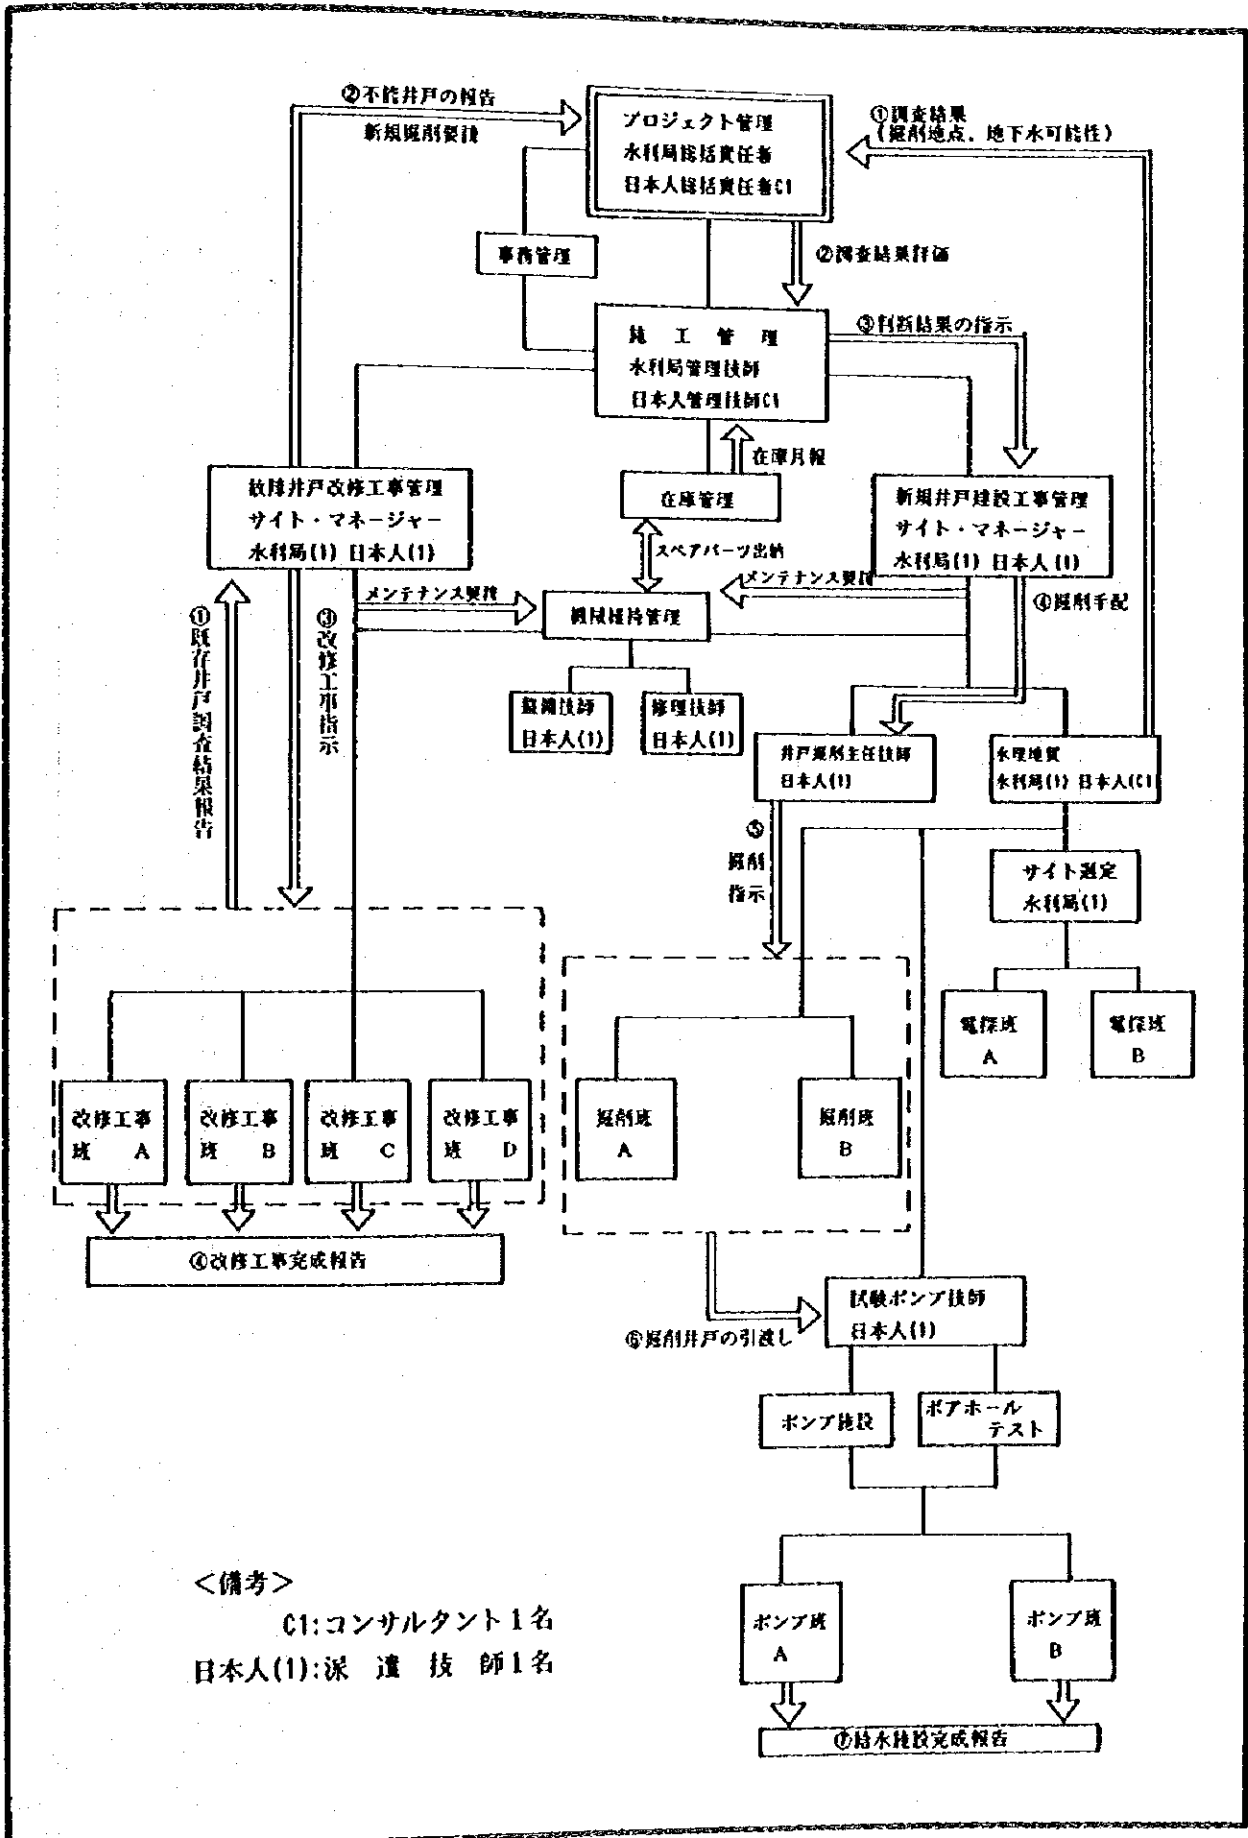 ②不能井戸の報告
新規掘削要請
①調査結果
(掘削地点、地下水可能性)
プロジェクト管理
水利局総括責任者
日本人総括責任者C1
事務管理
②調査結果評価
施工管理
水利局管理技師
日本人管理技師C1
③判断結果の指示
在庫月報
在庫管理
故障井戸改修工事管理
サイト・マネージャー
水利局(1) 日本人(1)
新規井戸建設工事管理
サイト・マネージャー
水利局(1) 日本人(1)
スペアパーツ出納
メンテナンス要請
メンテナンス要請
機械維持管理
④掘削手配
①既存井戸調査結果報告
③改修工事指示
整備技師
日本人(1)
修理技師
日本人(1)
井戸掘削主任技師
日本人(1)
水理地質
水利局(1) 日本人(C1)
⑤
掘削
指示
サイト選定
水利局(1)
電探班
A
電探班
B
改修工事
班 A
改修工事
班 B
改修工事
班 C
改修工事
班 D
掘削班
A
掘削班
B
④改修工事完成報告
試験ポンプ技師
日本人(1)
⑥掘削井戸の引渡し
ポンプ施設
ボアホール
テスト
ポンプ班
A
ポンプ班
B
⑦給水施設完成報告
<備考>
C1:コンサルタント1名
日本人(1):派遣技師1名